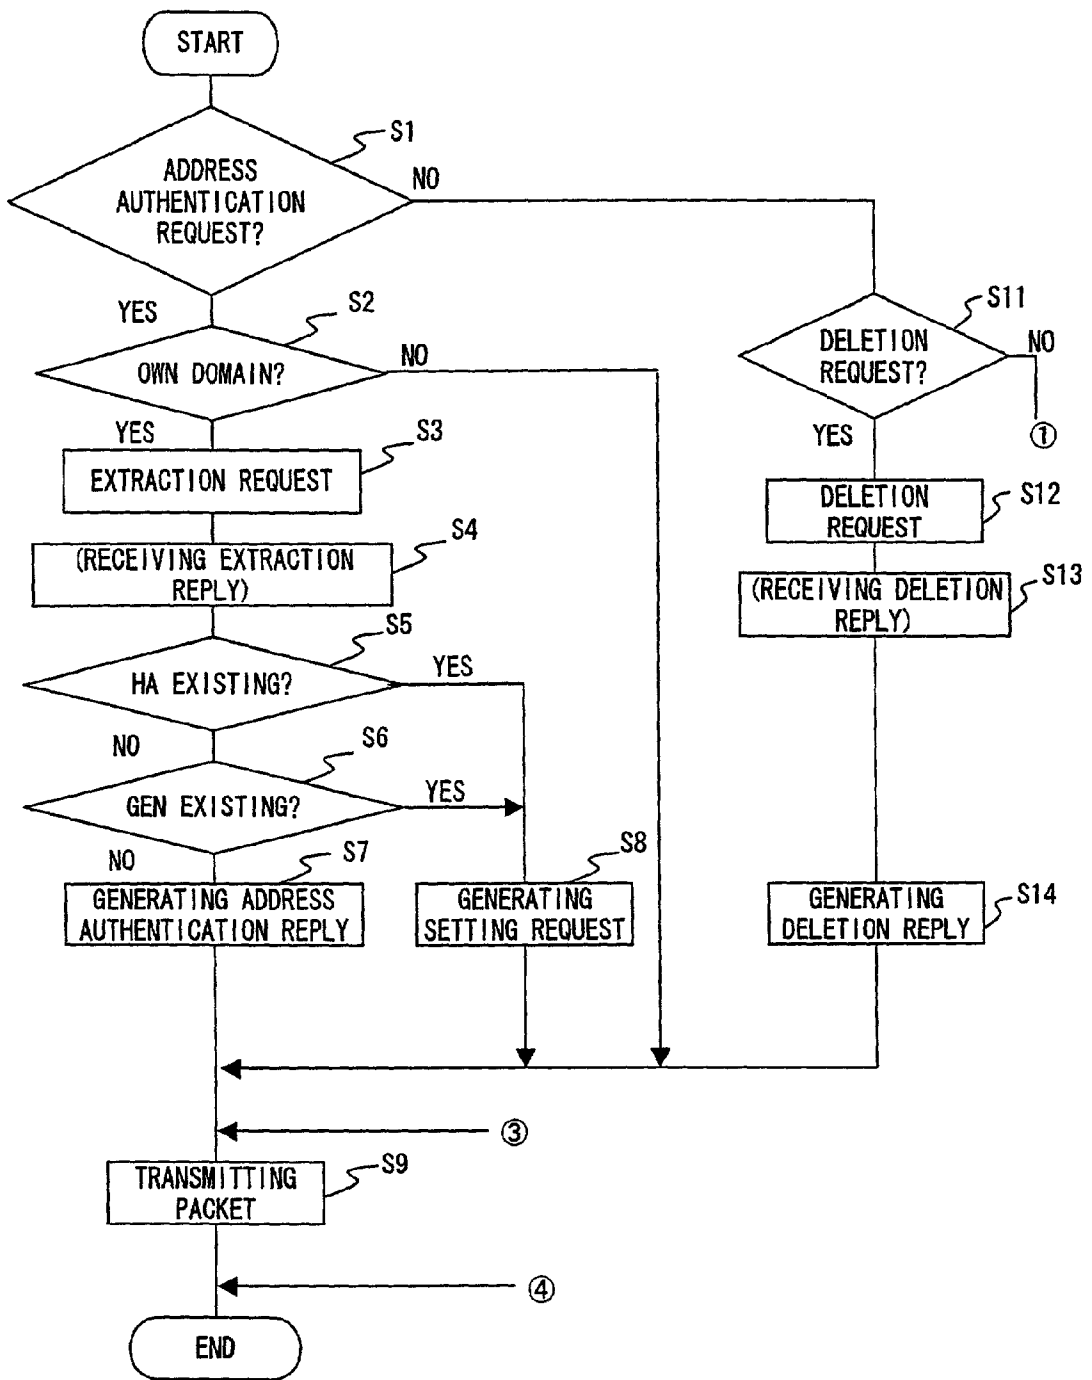 START
S1
ADDRESS
AUTHENTICATION
REQUEST?
NO
YES
S2
OWN DOMAIN?
NO
S11
DELETION
REQUEST?
NO
①
YES
YES
S3
EXTRACTION REQUEST
S12
DELETION
REQUEST
S4
(RECEIVING EXTRACTION
REPLY)
S13
(RECEIVING DELETION
REPLY)
S5
HA EXISTING?
YES
NO
S6
GEN EXISTING?
YES
NO
S7
GENERATING ADDRESS
AUTHENTICATION REPLY
S8
GENERATING
SETTING REQUEST
S14
GENERATING
DELETION REPLY
③
S9
TRANSMITTING
PACKET
④
END